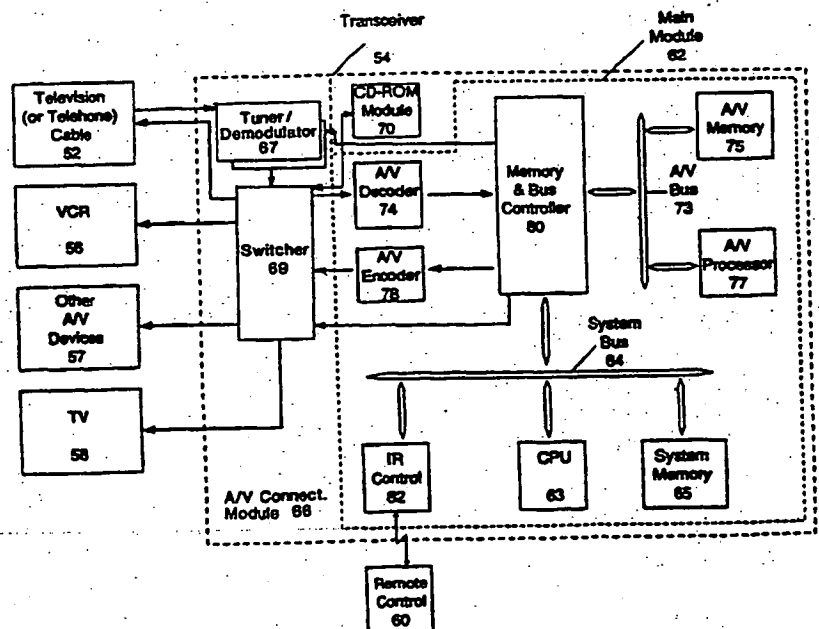 Transceiver
54
Main
Module
62
Television
(or Telehone)
Cable
52
Tuner /
Demodulator
67
CD-ROM
Module
70
A/V
Memory
75
VCR
56
Switcher
69
A/V
Decoder
74
Memory
& Bus
Controller
80
A/V
Bus
73
A/V
Encoder
78
A/V
Processor
77
Other
A/V
Devices
57
System
Bus
64
TV
58
IR
Control
82
CPU
63
System
Memory
65
A/V Connect.
Module 66
Remote
Control
60